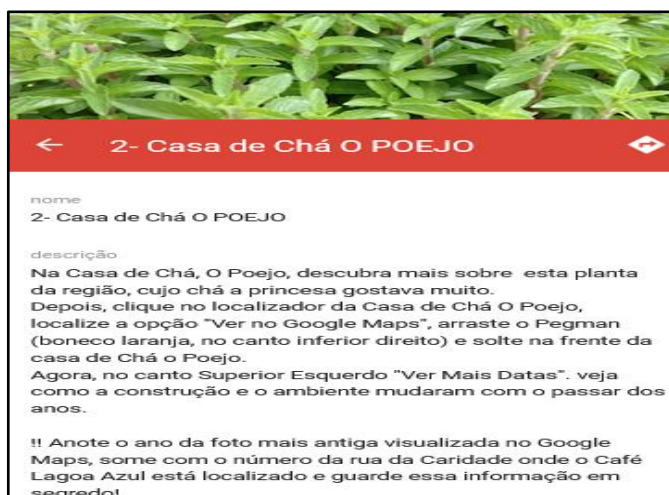 2- Casa de Chá O POEJO
nome
2- Casa de Chá O POEJO
descrição
Na Casa de Chá, O Poejo, descubra mais sobre esta planta
da região, cujo chá a princesa gostava muito.
Depois, clique no localizador da Casa de Chá O Poejo,
localize a opção "Ver no Google Maps", arraste o Pegman
(boneco laranja, no canto inferior direito) e solte na frente da
casa de Chá o Poejo.
Agora, no canto Superior Esquerdo "Ver Mais Datas". veja
como a construção e o ambiente mudaram com o passar dos
anos.
!! Anote o ano da foto mais antiga visualizada no Google
Maps, some com o número da rua da Caridade onde o Café
Lagoa Azul está localizado e guarde essa informação em
segredo!